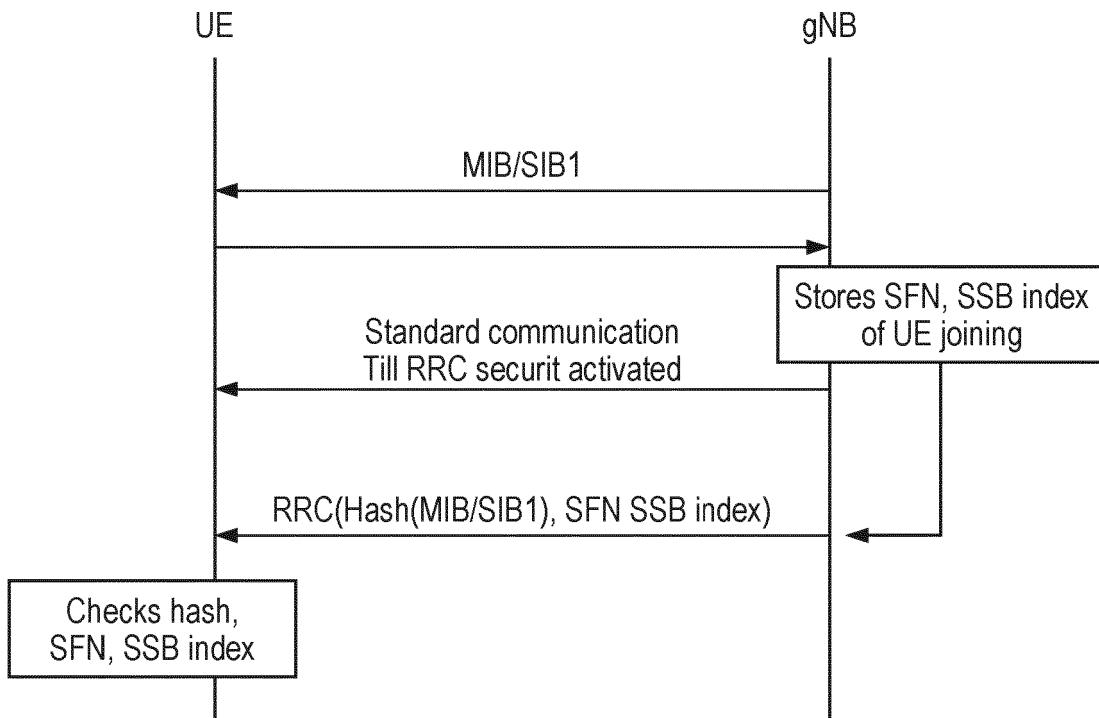 UE
gNB
MIB/SIB1
Stores SFN, SSB index
of UE joining
Standard communication
Till RRC securit activated
RRC(Hash(MIB/SIB1), SFN SSB index)
Checks hash,
SFN, SSB index